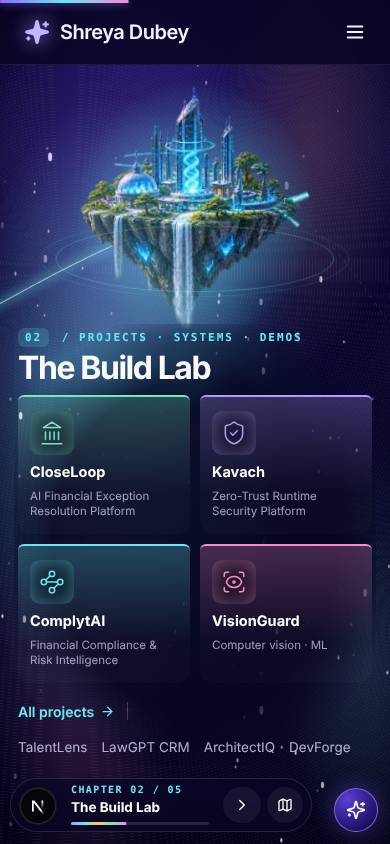 Shreya Dubey
02 / PROJECTS · SYSTEMS · DEMOS
The Build Lab
CloseLoop
AI Financial Exception
Resolution Platform
Kavach
Zero-Trust Runtime
Security Platform
ComplytAI
Financial Compliance &
Risk Intelligence
VisionGuard
Computer vision · ML
All projects →
TalentLens LawGPT CRM ArchitectIQ · DevForge
N
CHAPTER 02 / 05
The Build Lab